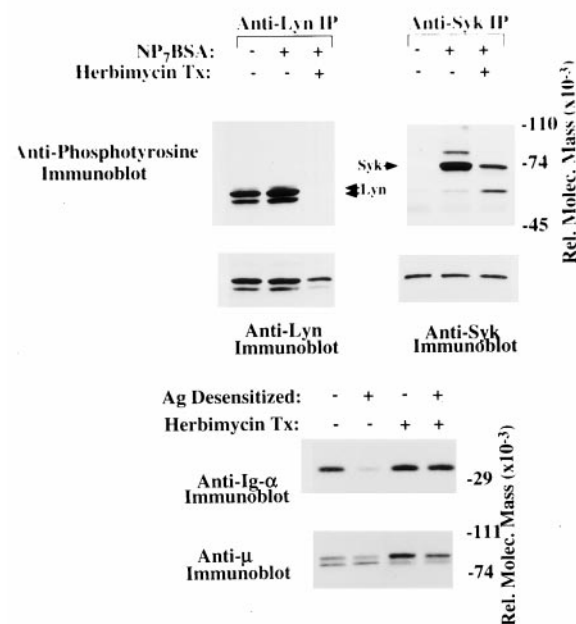 Anti-Lyn IP Anti-Syk IP
NP7BSA: - + + - + +
Herbimycin Tx: - - + - - +
Anti-Phosphotyrosine
Immunoblot
Syk
Lyn
-110
-74
-45
Rel. Molec. Mass (x10-3)
Anti-Lyn
Immunoblot
Anti-Syk
Immunoblot
Ag Desensitized: - + - +
Herbimycin Tx: - - + +
Anti-Ig-α
Immunoblot
-29
Anti-μ
Immunoblot
-111
-74
Rel. Molec. Mass (x10-3)